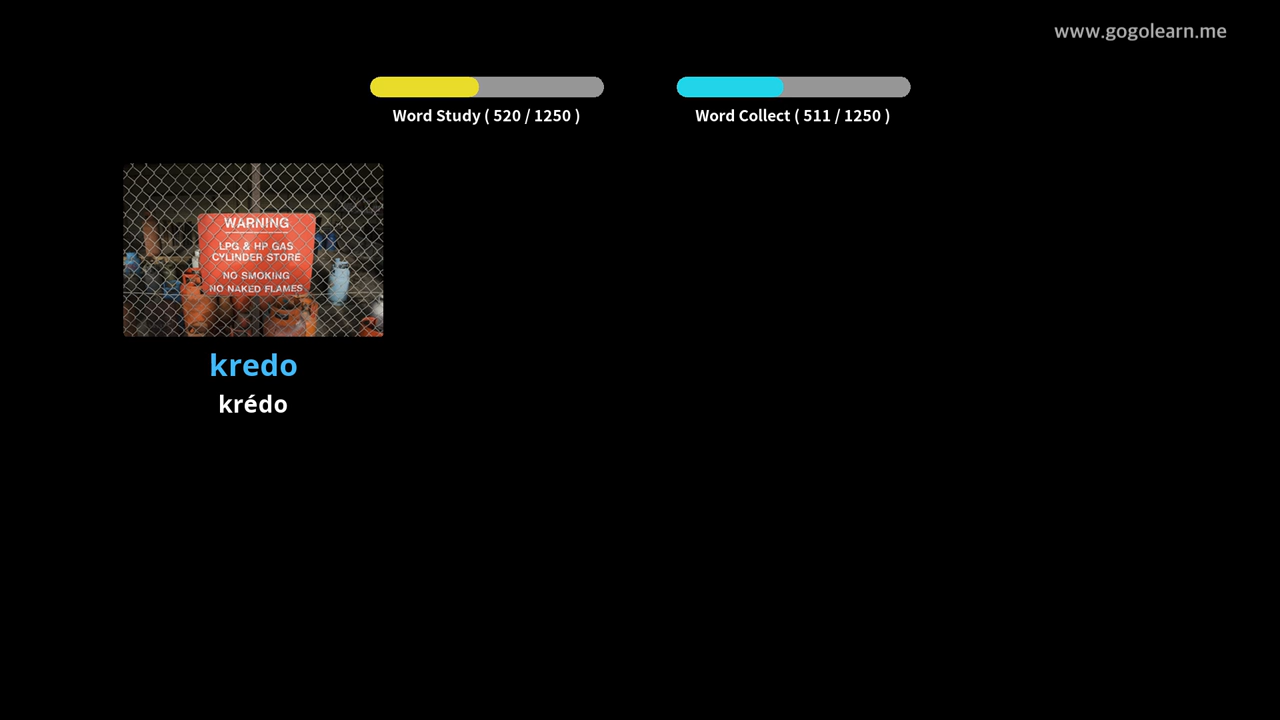 www.gogolearn.me
Word Study ( 520 / 1250 )
Word Collect ( 511 / 1250 )
WARNING
LPG & HP GAS
CYLINDER STORE
NO SMOKING
NO NAKED FLAMES
kredo
krédo